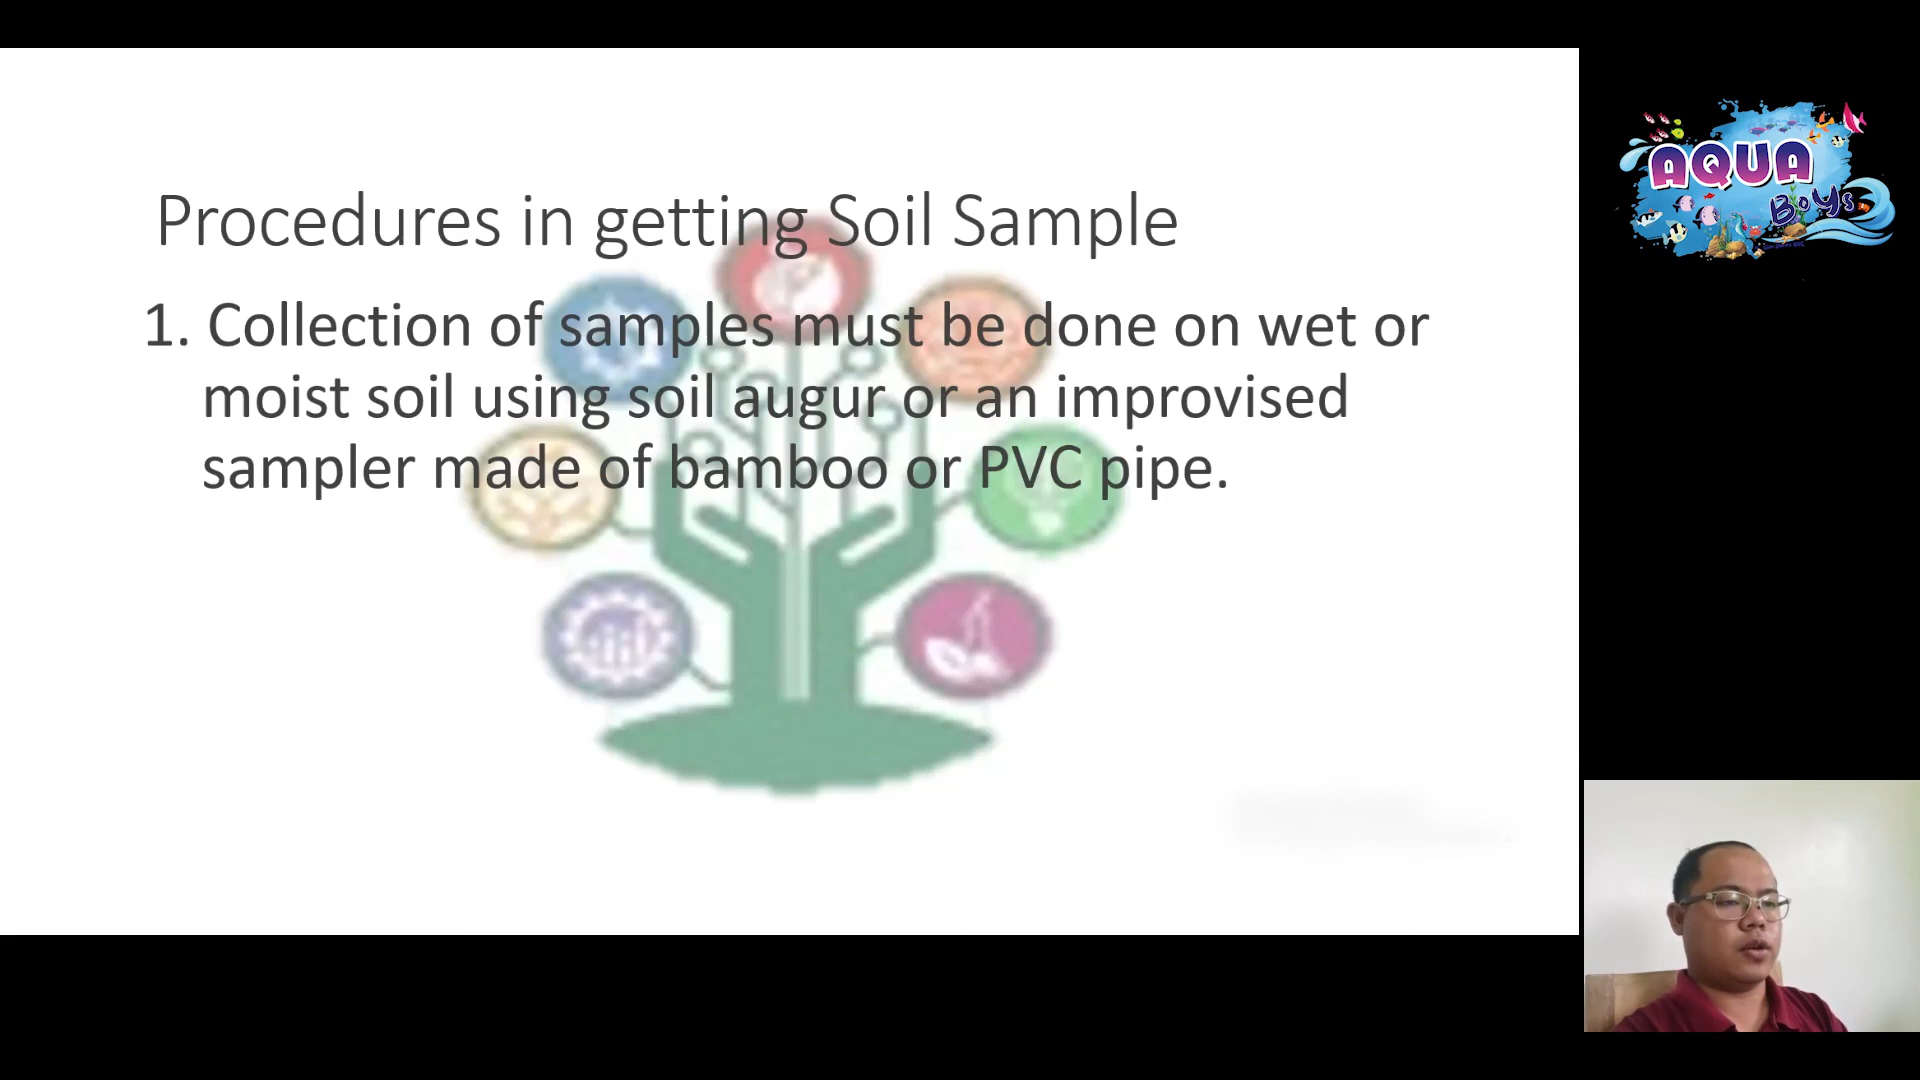 Procedures in getting Soil Sample
1. Collection of samples must be done on wet or
moist soil using soil augur or an improvised
sampler made of bamboo or PVC pipe.
AQUA
Boys